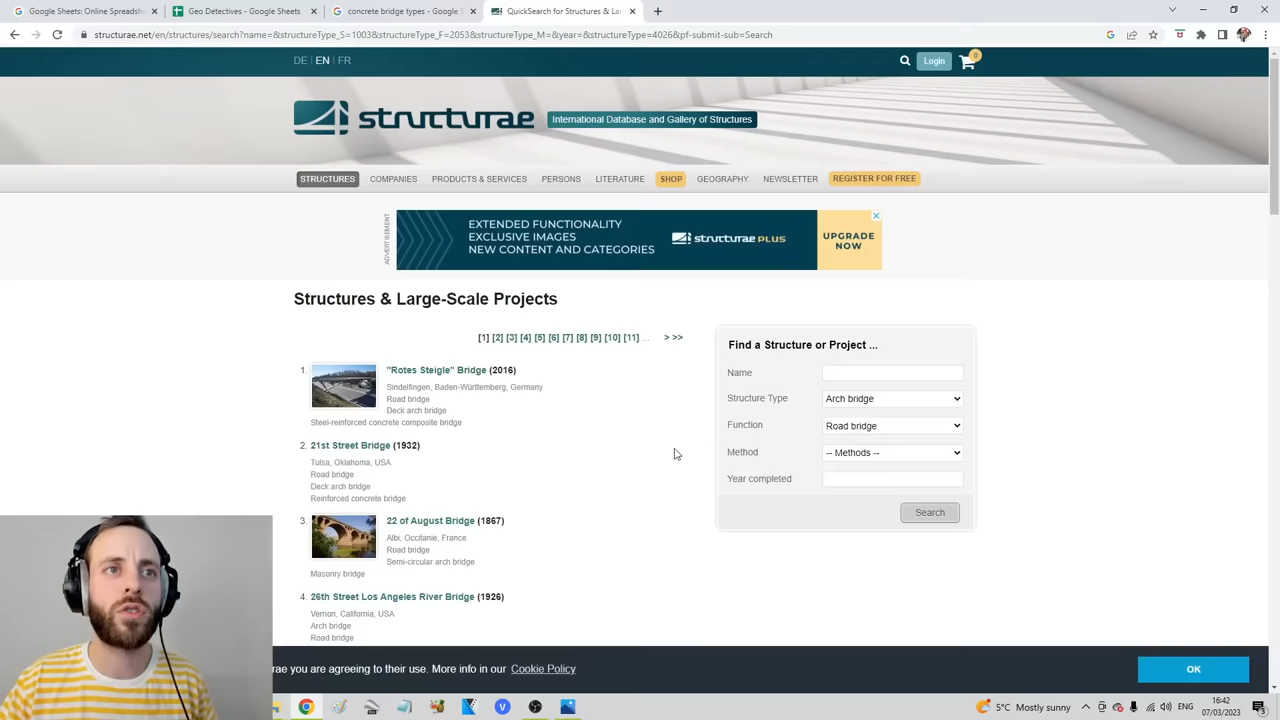 Google Sheets: Online Spreadshe
Geo Detectives - Google Sheets
concrete bridge types - Google S
QuickSearch for Structures & Lar
structurae.net/en/structures/search?name=&structureType_S=1003&structureType_F=2053&structureType_M=&year=&structureType=4026&pf-submit-sub=Search
DE | EN | FR
Login
0
structurae
International Database and Gallery of Structures
STRUCTURES
COMPANIES
PRODUCTS & SERVICES
PERSONS
LITERATURE
SHOP
GEOGRAPHY
NEWSLETTER
REGISTER FOR FREE
ADVERTISEMENT
EXTENDED FUNCTIONALITY
EXCLUSIVE IMAGES
NEW CONTENT AND CATEGORIES
structurae PLUS
UPGRADE
NOW
Structures & Large-Scale Projects
[1] [2] [3] [4] [5] [6] [7] [8] [9] [10] [11] ... > >>
1. "Rotes Steigle" Bridge (2016)
Sindelfingen, Baden-Württemberg, Germany
Road bridge
Deck arch bridge
Steel-reinforced concrete composite bridge
2. 21st Street Bridge (1932)
Tulsa, Oklahoma, USA
Road bridge
Deck arch bridge
Reinforced concrete bridge
3. 22 of August Bridge (1867)
Albi, Occitanie, France
Road bridge
Semi-circular arch bridge
Masonry bridge
4. 26th Street Los Angeles River Bridge (1926)
Vernon, California, USA
Arch bridge
Road bridge
Find a Structure or Project ...
Name
Structure Type Arch bridge
Function Road bridge
Method -- Methods --
Year completed
Search
rae you are agreeing to their use. More info in our Cookie Policy
OK
5°C Mostly sunny
ENG
16:42
07/03/2023
3